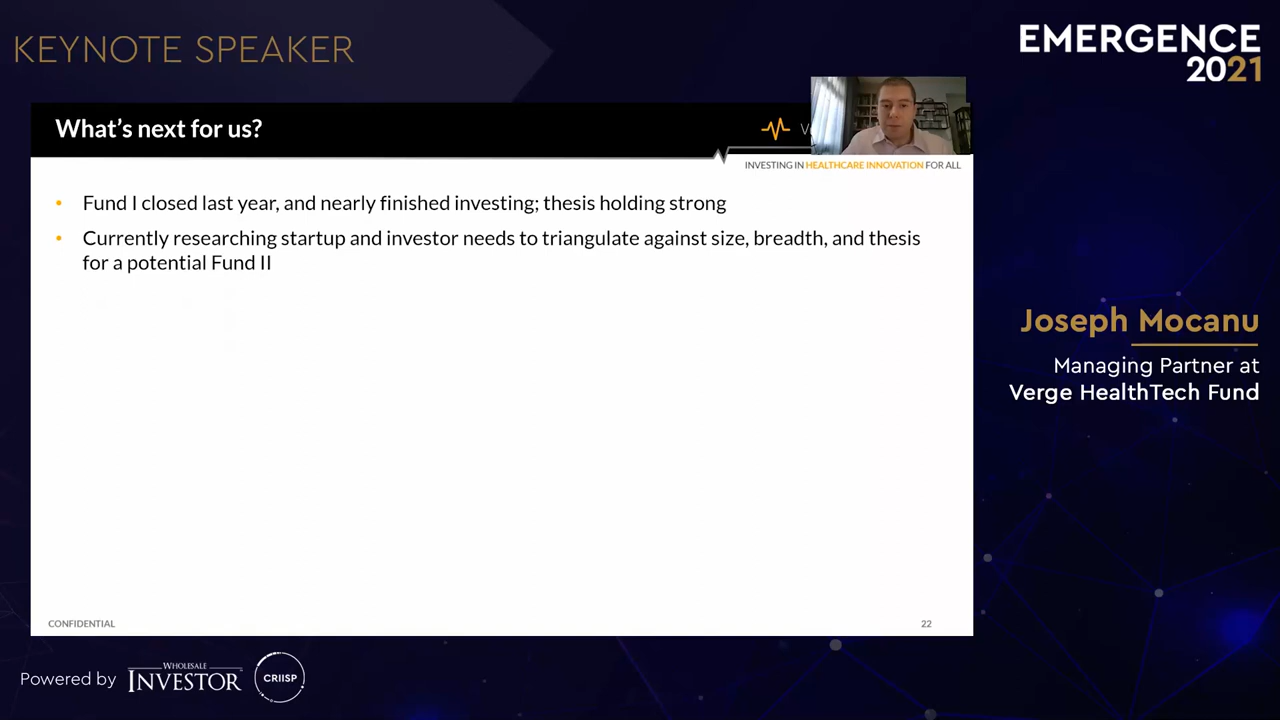 KEYNOTE SPEAKER
EMERGENCE
2021
What's next for us?
INVESTING IN HEALTHCARE INNOVATION FOR ALL
• Fund I closed last year, and nearly finished investing; thesis holding strong
• Currently researching startup and investor needs to triangulate against size, breadth, and thesis
for a potential Fund II
Joseph Mocanu
Managing Partner at
Verge HealthTech Fund
CONFIDENTIAL
22
Powered by
WHOLESALE
INVESTOR
CRIISP